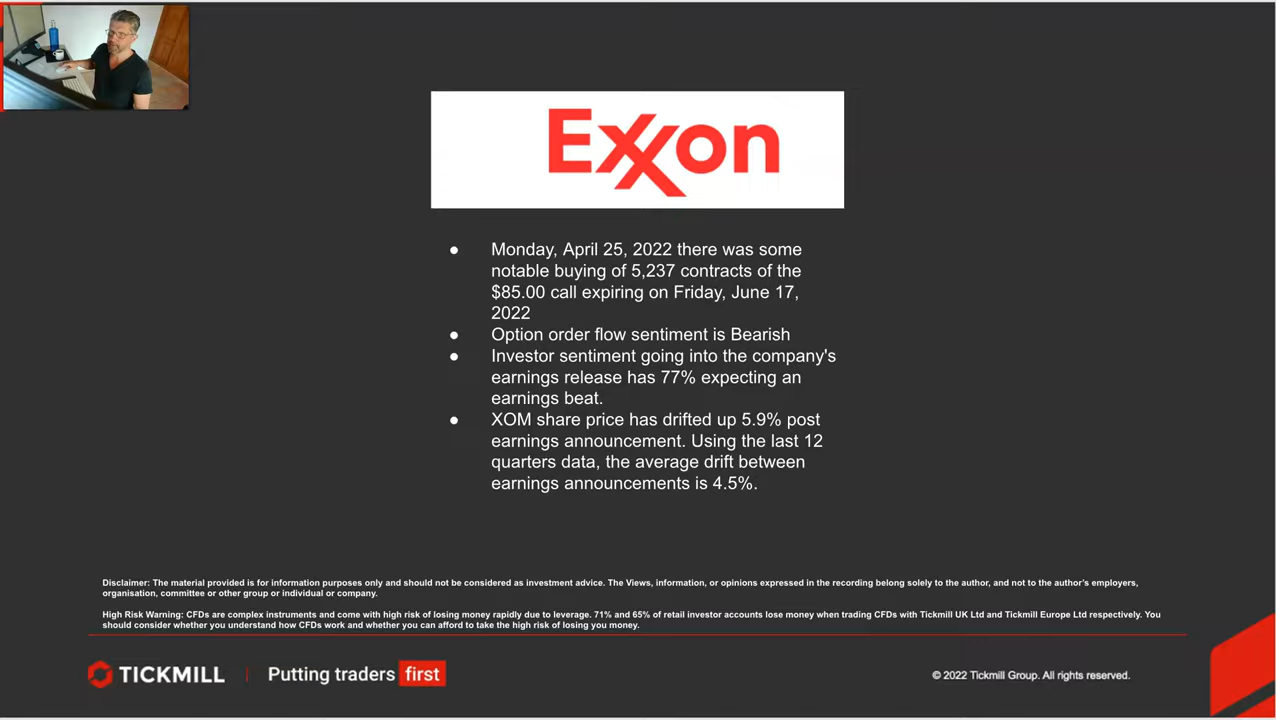 Exxon
● Monday, April 25, 2022 there was some
notable buying of 5,237 contracts of the
$85.00 call expiring on Friday, June 17,
2022
● Option order flow sentiment is Bearish
● Investor sentiment going into the company's
earnings release has 77% expecting an
earnings beat.
● XOM share price has drifted up 5.9% post
earnings announcement. Using the last 12
quarters data, the average drift between
earnings announcements is 4.5%.
Disclaimer: The material provided is for information purposes only and should not be considered as investment advice. The Views, information, or opinions expressed in the recording belong solely to the author, and not to the author's employers,
organisation, committee or other group or individual or company.
High Risk Warning: CFDs are complex instruments and come with high risk of losing money rapidly due to leverage. 71% and 65% of retail investor accounts lose money when trading CFDs with Tickmill UK Ltd and Tickmill Europe Ltd respectively. You
should consider whether you understand how CFDs work and whether you can afford to take the high risk of losing you money.
TICKMILL | Putting traders first
© 2022 Tickmill Group. All rights reserved.